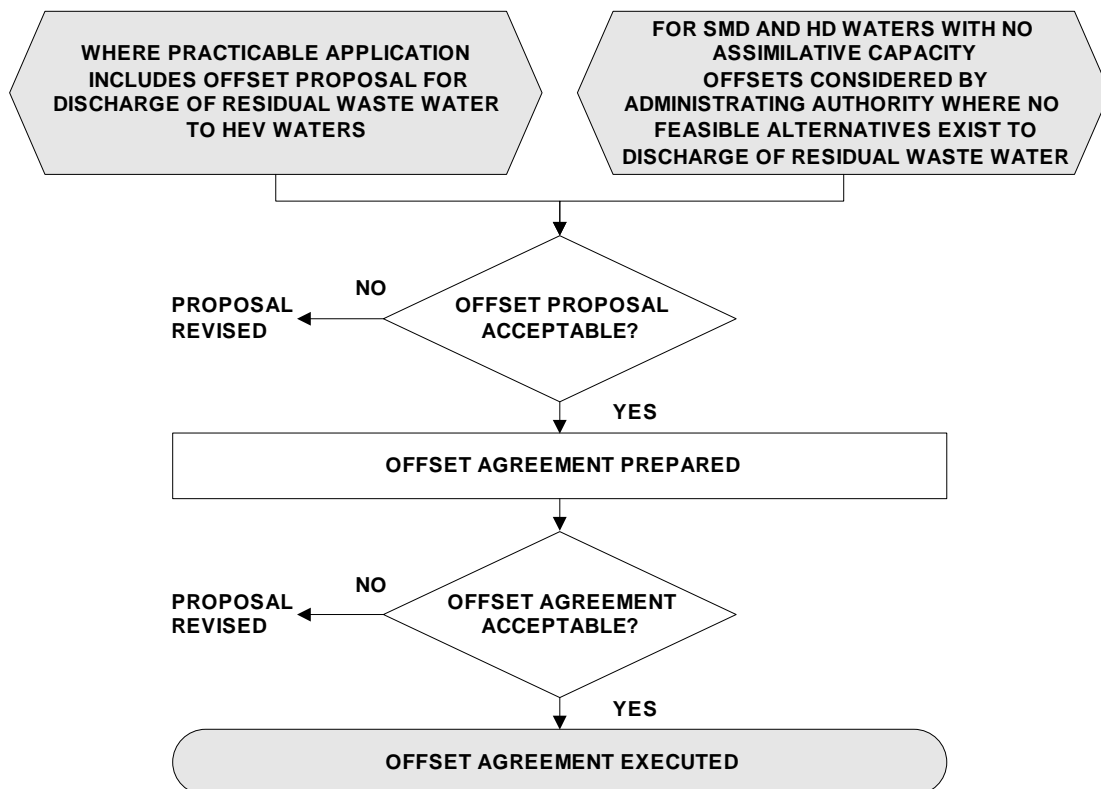 WHERE PRACTICABLE APPLICATION
INCLUDES OFFSET PROPOSAL FOR
DISCHARGE OF RESIDUAL WASTE WATER
TO HEV WATERS
FOR SMD AND HD WATERS WITH NO
ASSIMILATIVE CAPACITY
OFFSETS CONSIDERED BY
ADMINISTRATING AUTHORITY WHERE NO
FEASIBLE ALTERNATIVES EXIST TO
DISCHARGE OF RESIDUAL WASTE WATER
OFFSET PROPOSAL
ACCEPTABLE?
NO
PROPOSAL
REVISED
YES
OFFSET AGREEMENT PREPARED
OFFSET AGREEMENT
ACCEPTABLE?
NO
PROPOSAL
REVISED
YES
OFFSET AGREEMENT EXECUTED